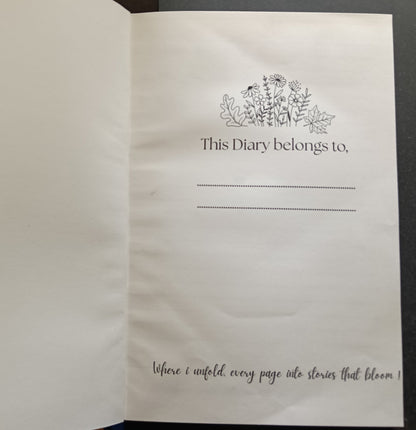 This Diary belongs to,
Where i unfold, every page into stories that bloom !